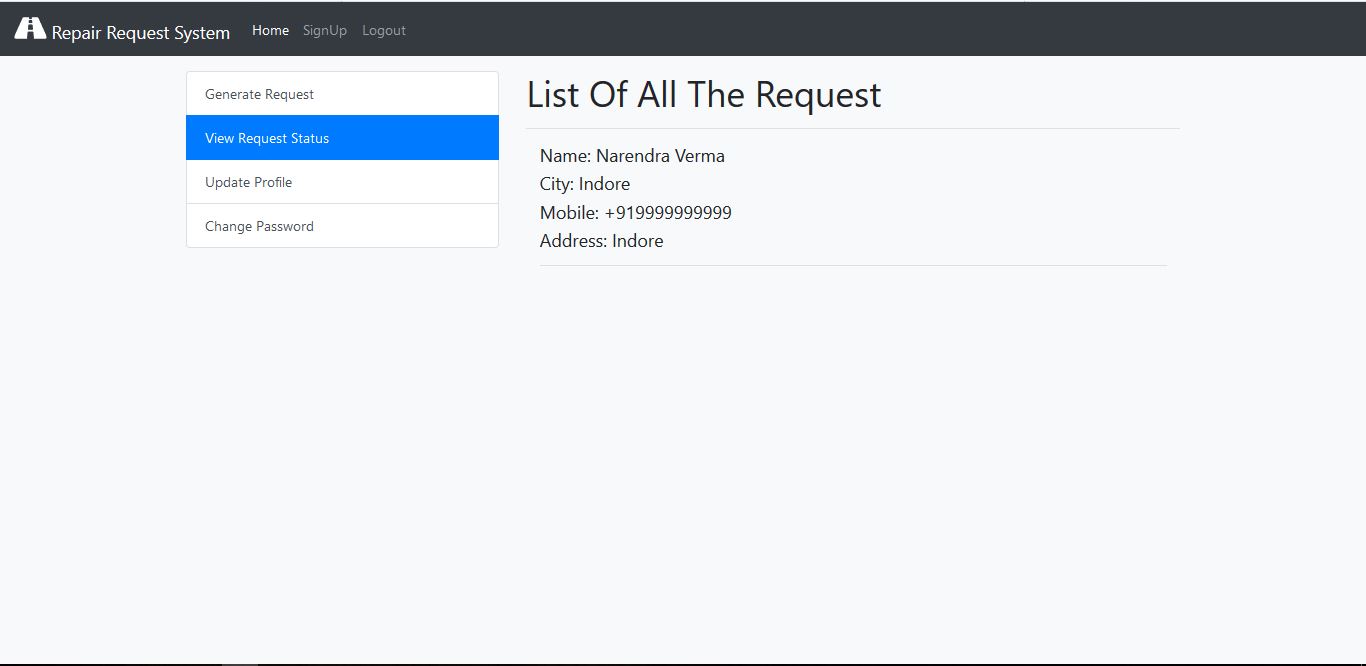 Repair Request System Home SignUp Logout
Generate Request
View Request Status
Update Profile
Change Password
List Of All The Request
Name: Narendra Verma
City: Indore
Mobile: +919999999999
Address: Indore